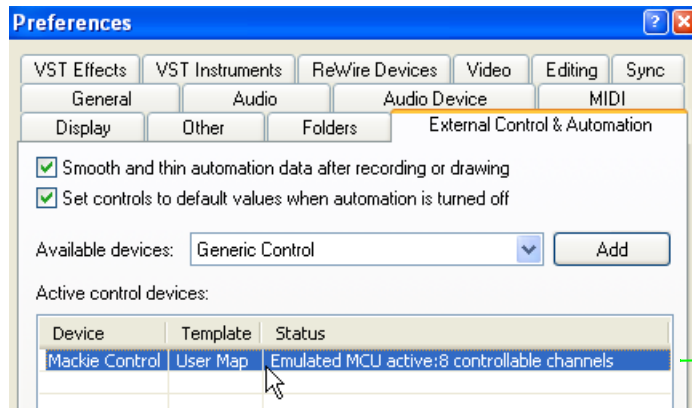 Preferences
VST Effects VST Instruments ReWire Devices Video Editing Sync
General Audio Audio Device MIDI
Display Other Folders External Control & Automation
Smooth and thin automation data after recording or drawing
Set controls to default values when automation is turned off
Available devices: Generic Control Add
Active control devices:
Device Template Status
Mackie Control User Map Emulated MCU active:8 controllable channels